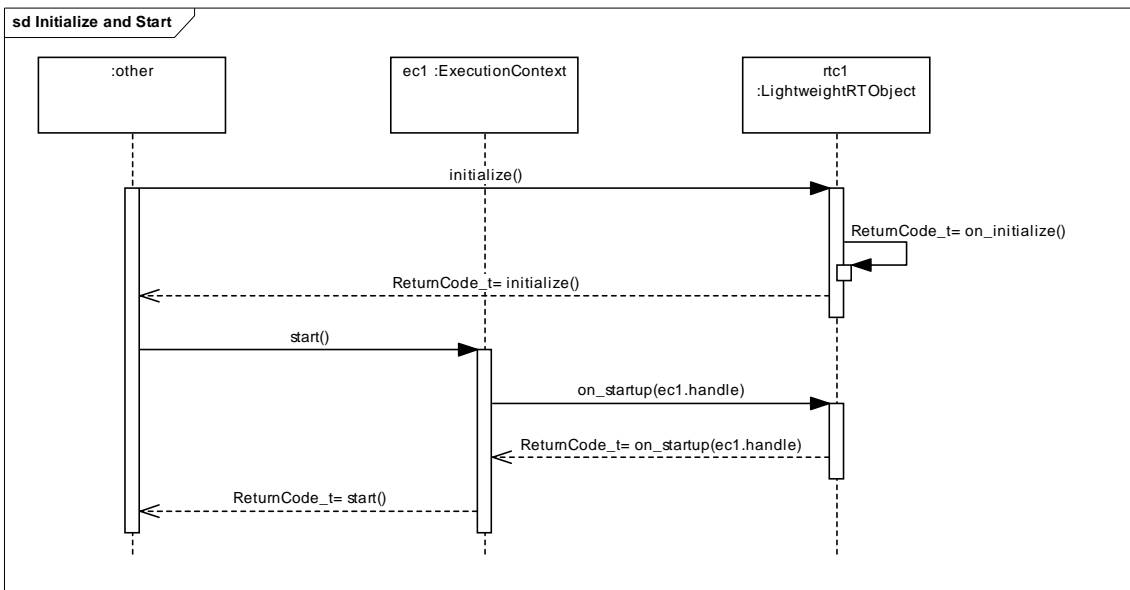 sd Initialize and Start
:other
ec1 :ExecutionContext
rtc1
:LightweightRTObject
initialize()
ReturnCode_t= on_initialize()
ReturnCode_t= initialize()
start()
on_startup(ec1.handle)
ReturnCode_t= on_startup(ec1.handle)
ReturnCode_t= start()